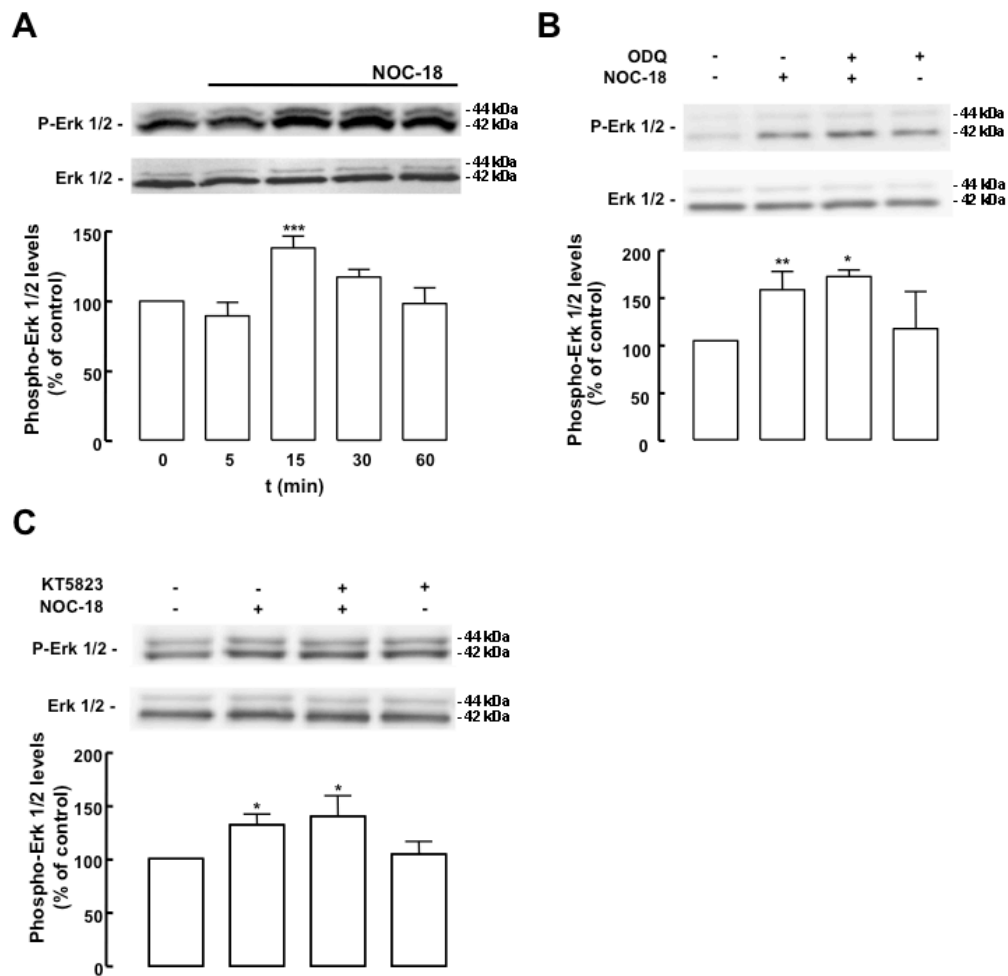 A
NOC-18
P-Erk 1/2 -
- 44 kDa
- 42 kDa
Erk 1/2 -
- 44 kDa
- 42 kDa
Phospho-Erk 1/2 levels
(% of control)
150
100
50
0
***
0 5 15 30 60
t (min)
B
ODQ - - + +
NOC-18 - + + -
P-Erk 1/2 -
- 44 kDa
- 42 kDa
Erk 1/2 -
- 44 kDa
- 42 kDa
Phospho-Erk 1/2 levels
(% of control)
200
150
100
50
0
** *
C
KT5823 - - + +
NOC-18 - + + -
P-Erk 1/2 -
- 44 kDa
- 42 kDa
Erk 1/2 -
- 44 kDa
- 42 kDa
Phospho-Erk 1/2 levels
(% of control)
200
150
100
50
0
* *